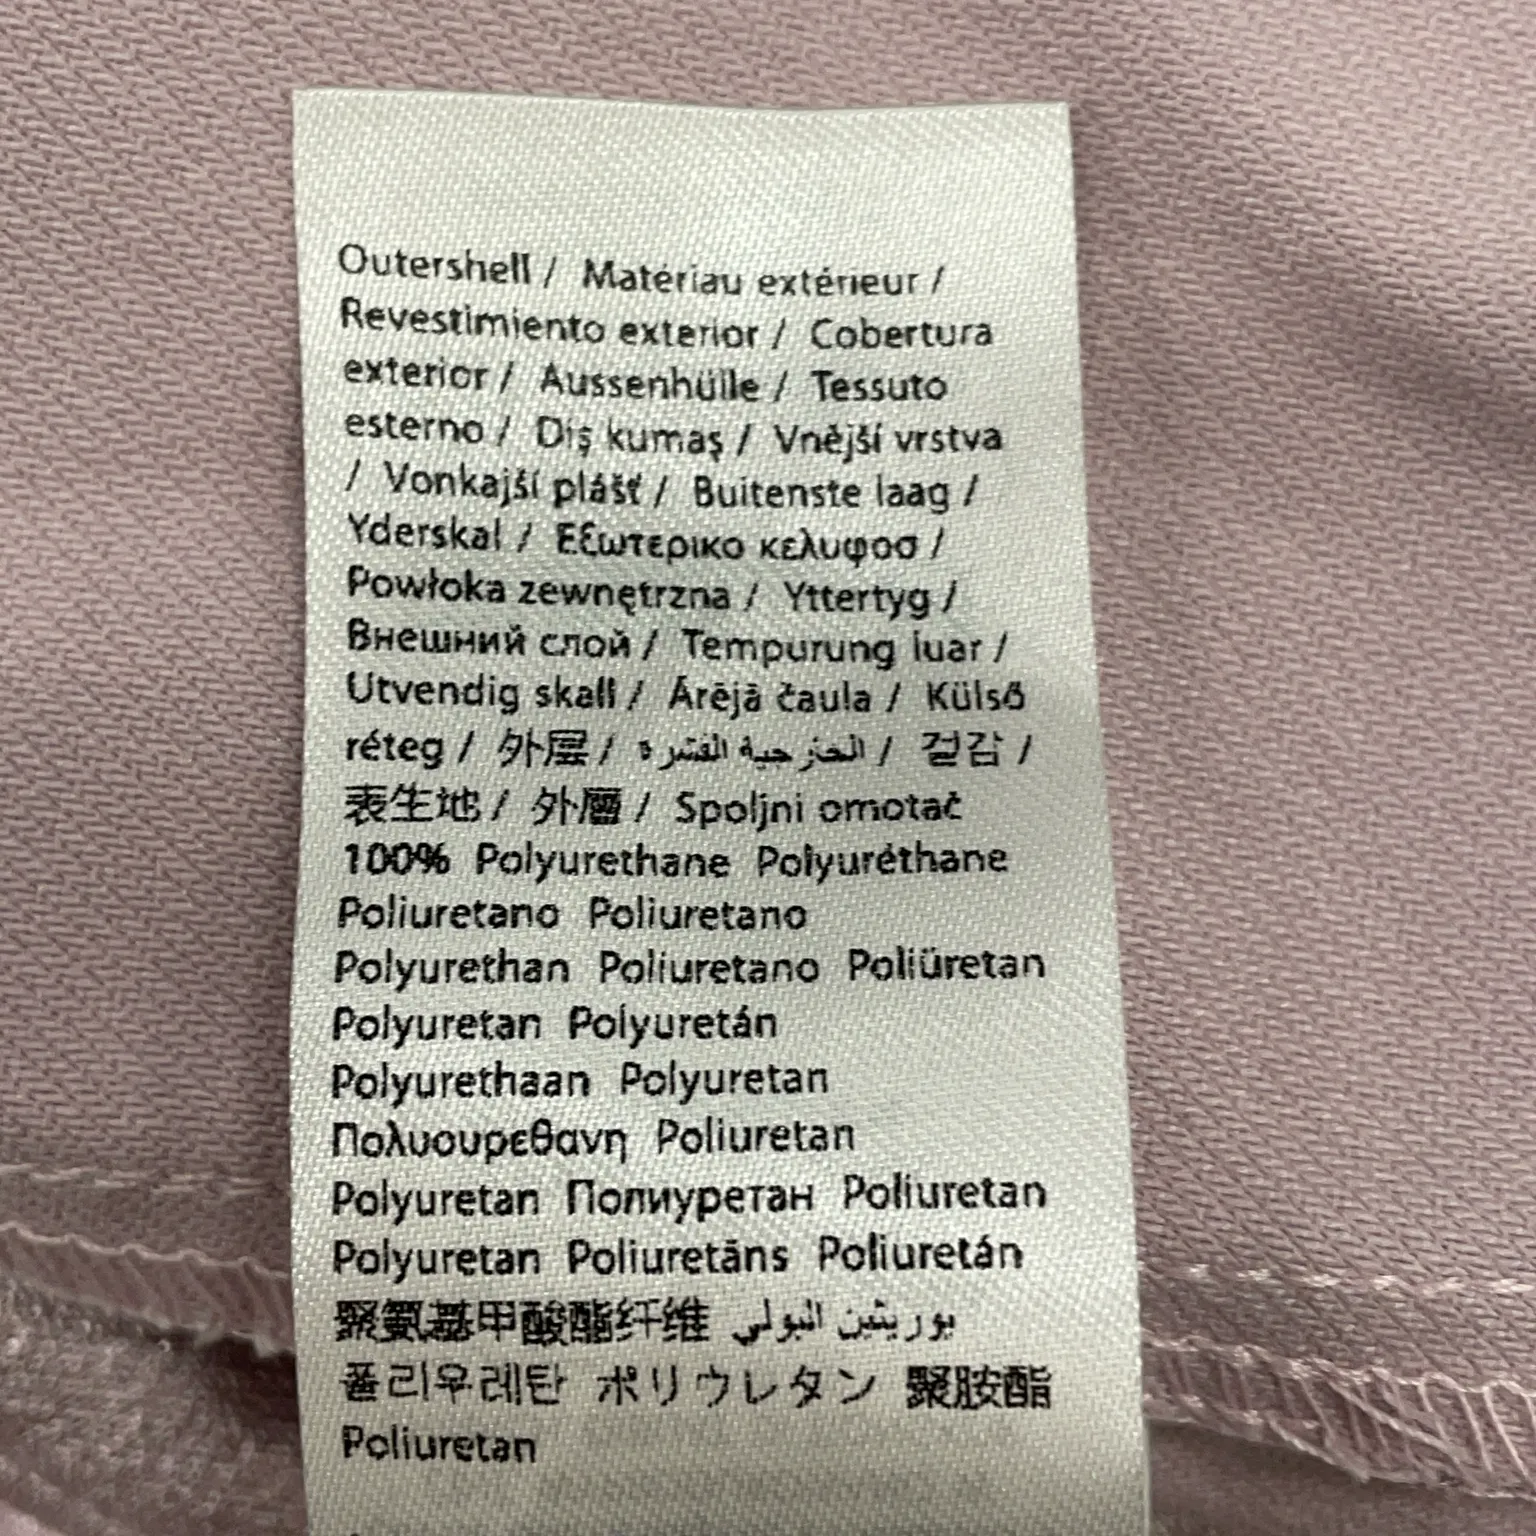 Outershell / Matériau extérieur /
Revestimiento exterior / Cobertura
exterior / Aussenhülle / Tessuto
esterno / Dış kumaş / Vnější vrstva
/ Vonkajší plášť / Buitenste laag /
Yderskal / Εξωτερικο κελυφοσ /
Powłoka zewnętrzna / Yttertyg /
Внешний слой / Tempurung luar /
Utvendig skall / Ārējā čaula / Külső
réteg / 外层 / الخارجية القشرة / 겉감 /
表生地 / 外層 / Spoljni omotač
100% Polyurethane Polyuréthane
Poliuretano Poliuretano
Polyurethan Poliuretano Poliüretan
Polyuretan Polyuretán
Polyurethaan Polyuretan
Πολυουρεθανη Poliuretan
Polyuretan Полиуретан Poliuretan
Polyuretan Poliuretāns Poliuretán
聚氨基甲酸酯纤维 يوريثين البولي
폴리우레탄 ポリウレタン 聚胺酯
Poliuretan